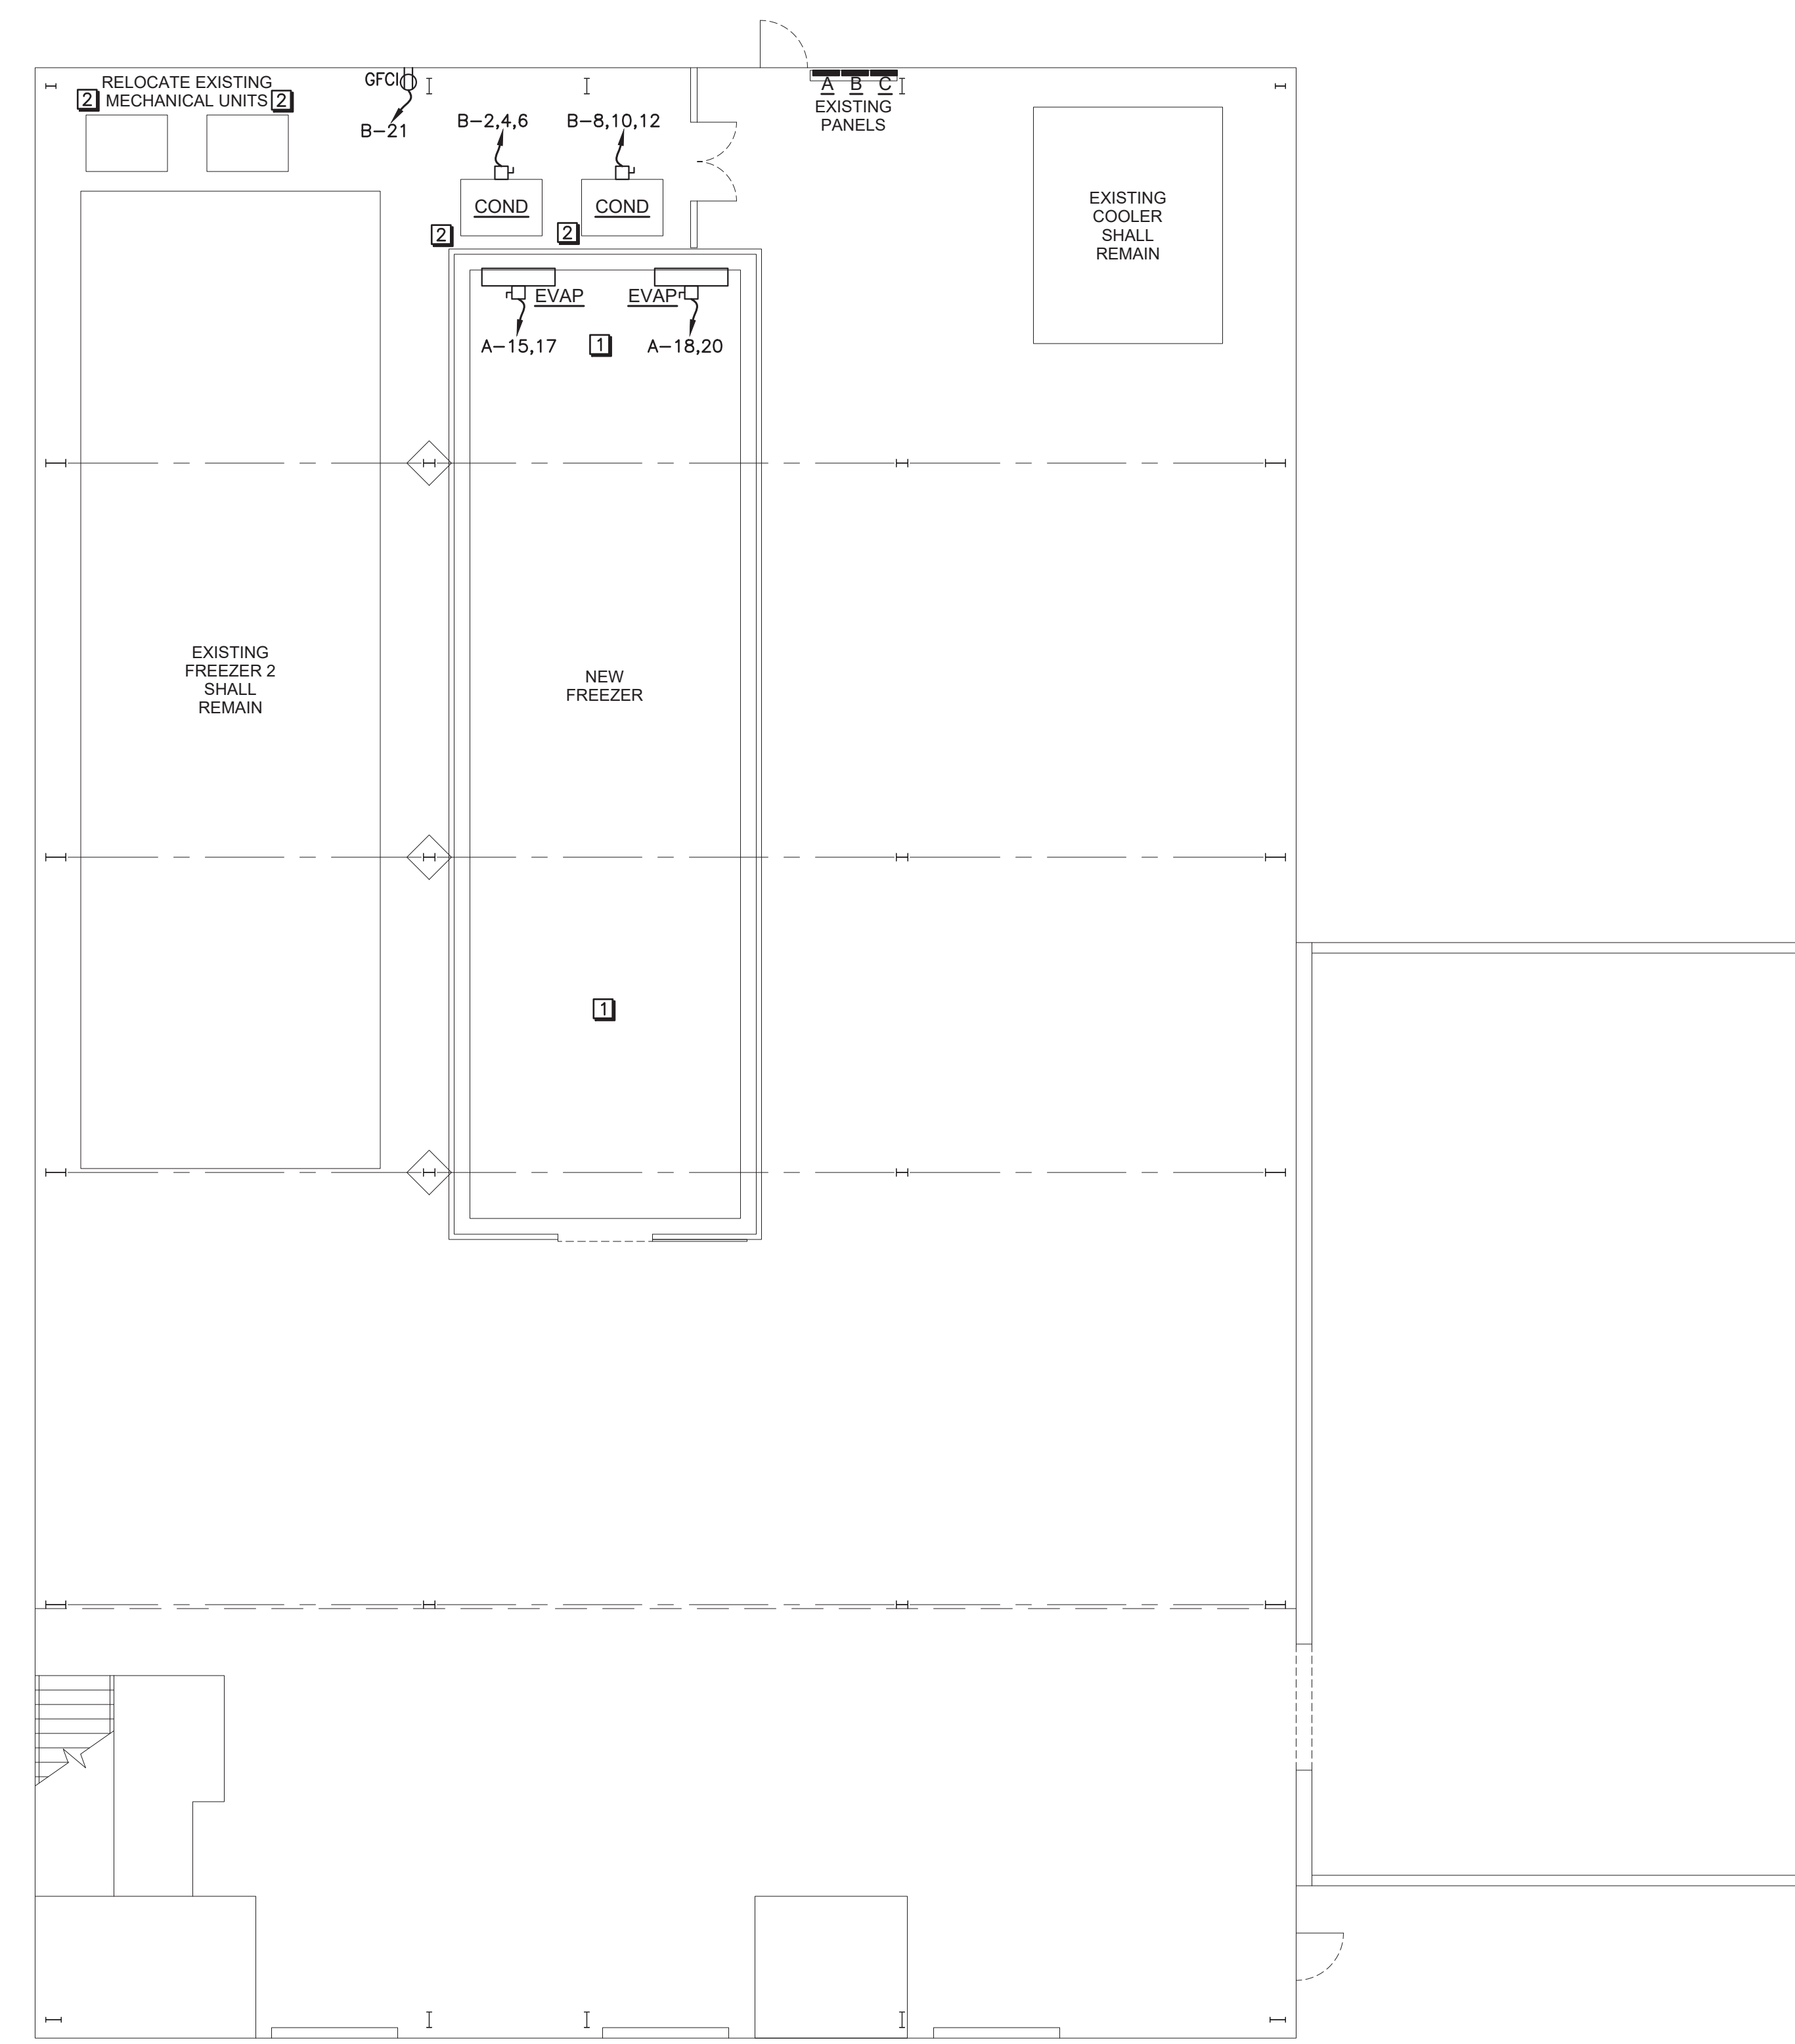 RELOCATE EXISTING
2 MECHANICAL UNITS 2
GFCI
B-21
B-2,4,6
B-8,10,12
A B C
EXISTING
PANELS
COND
COND
2
2
EXISTING
COOLER
SHALL
REMAIN
EVAP
EVAP
A-15,17
1
A-18,20
EXISTING
FREEZER 2
SHALL
REMAIN
NEW
FREEZER
1